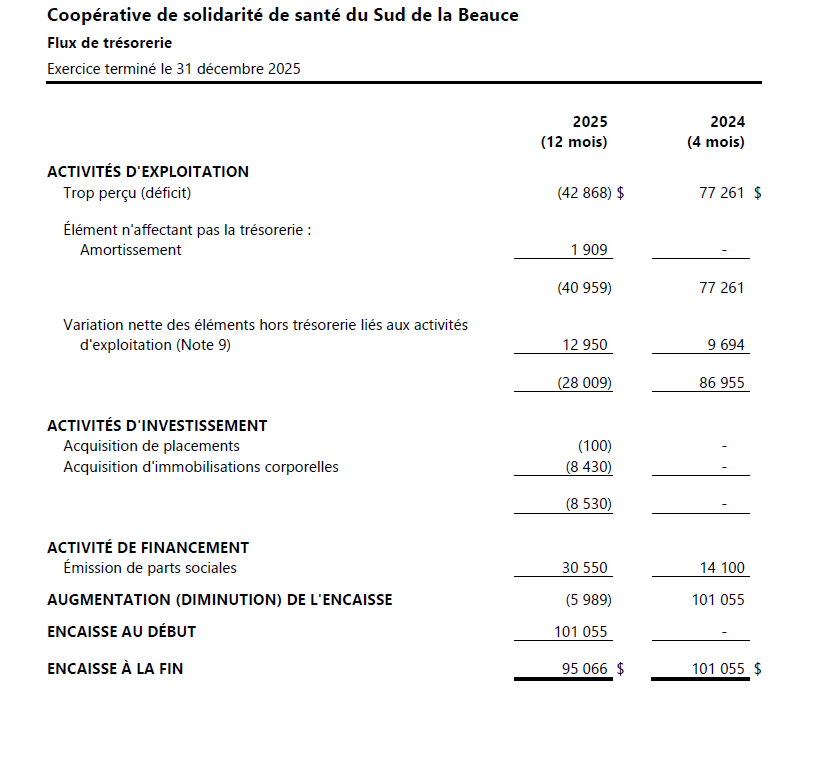 Coopérative de solidarité de santé du Sud de la Beauce
Flux de trésorerie
Exercice terminé le 31 décembre 2025
2025 2024
(12 mois) (4 mois)
ACTIVITÉS D'EXPLOITATION
Trop perçu (déficit) (42 868) $ 77 261 $
Élément n'affectant pas la trésorerie :
Amortissement 1 909 -
(40 959) 77 261
Variation nette des éléments hors trésorerie liés aux activités
d'exploitation (Note 9) 12 950 9 694
(28 009) 86 955
ACTIVITÉS D'INVESTISSEMENT
Acquisition de placements (100) -
Acquisition d'immobilisations corporelles (8 430) -
(8 530) -
ACTIVITÉ DE FINANCEMENT
Émission de parts sociales 30 550 14 100
AUGMENTATION (DIMINUTION) DE L'ENCAISSE (5 989) 101 055
ENCAISSE AU DÉBUT 101 055 -
ENCAISSE À LA FIN 95 066 $ 101 055 $